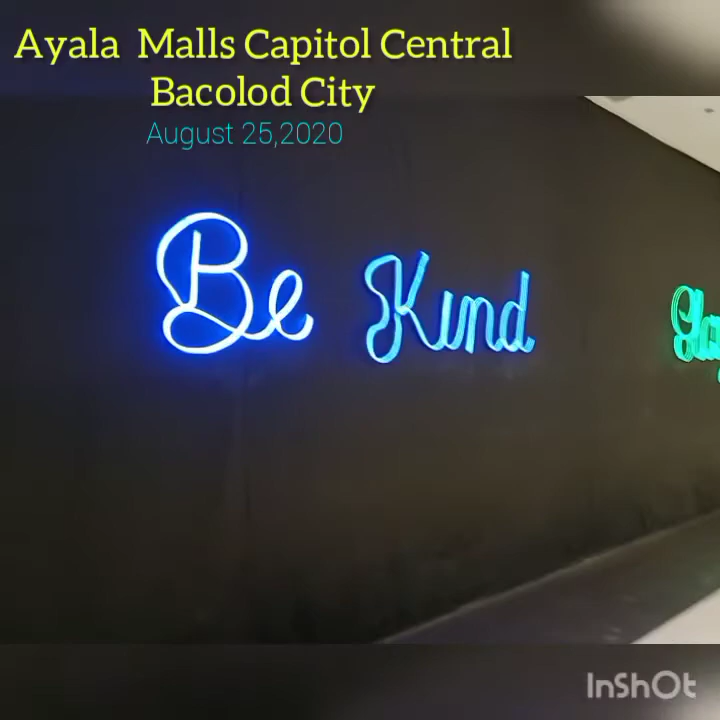 Ayala Malls Capitol Central
Bacolod City
August 25,2020
Be Kind
InShOt